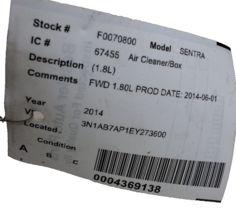 Stock # F0070800 Model SENTRA
IC # 67455 Air Cleaner/Box
Description (1.8L)
Comments FWD 1.80L PROD DATE: 2014-06-01
Year 2014
3N1AB7AP1EY273600
Located.
Condition
A B C
0004369138